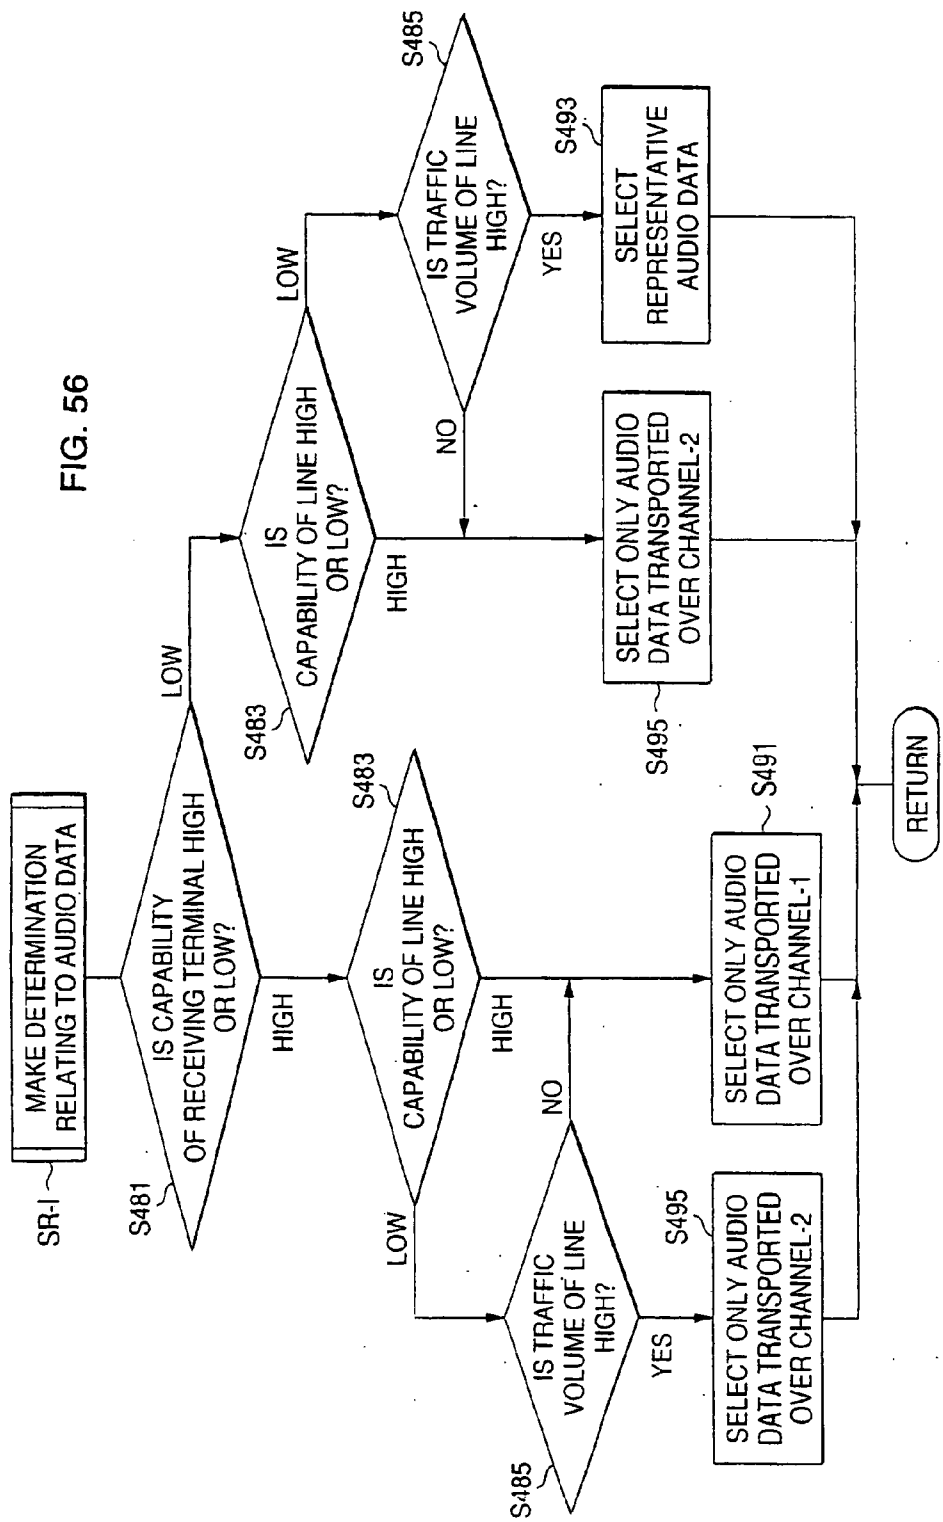 FIG. 56
SR-I
MAKE DETERMINATION
RELATING TO AUDIO DATA
S481
IS CAPABILITY
OF RECEIVING TERMINAL HIGH
OR LOW?
LOW
HIGH
S483
IS
CAPABILITY OF LINE HIGH
OR LOW?
LOW
HIGH
S485
IS TRAFFIC
VOLUME OF LINE
HIGH?
NO
YES
S495
SELECT ONLY AUDIO
DATA TRANSPORTED
OVER CHANNEL-2
S491
SELECT ONLY AUDIO
DATA TRANSPORTED
OVER CHANNEL-1
S483
IS
CAPABILITY OF LINE HIGH
OR LOW?
LOW
HIGH
S485
IS TRAFFIC
VOLUME OF LINE
HIGH?
NO
YES
S495
SELECT ONLY AUDIO
DATA TRANSPORTED
OVER CHANNEL-2
S493
SELECT
REPRESENTATIVE
AUDIO DATA
RETURN